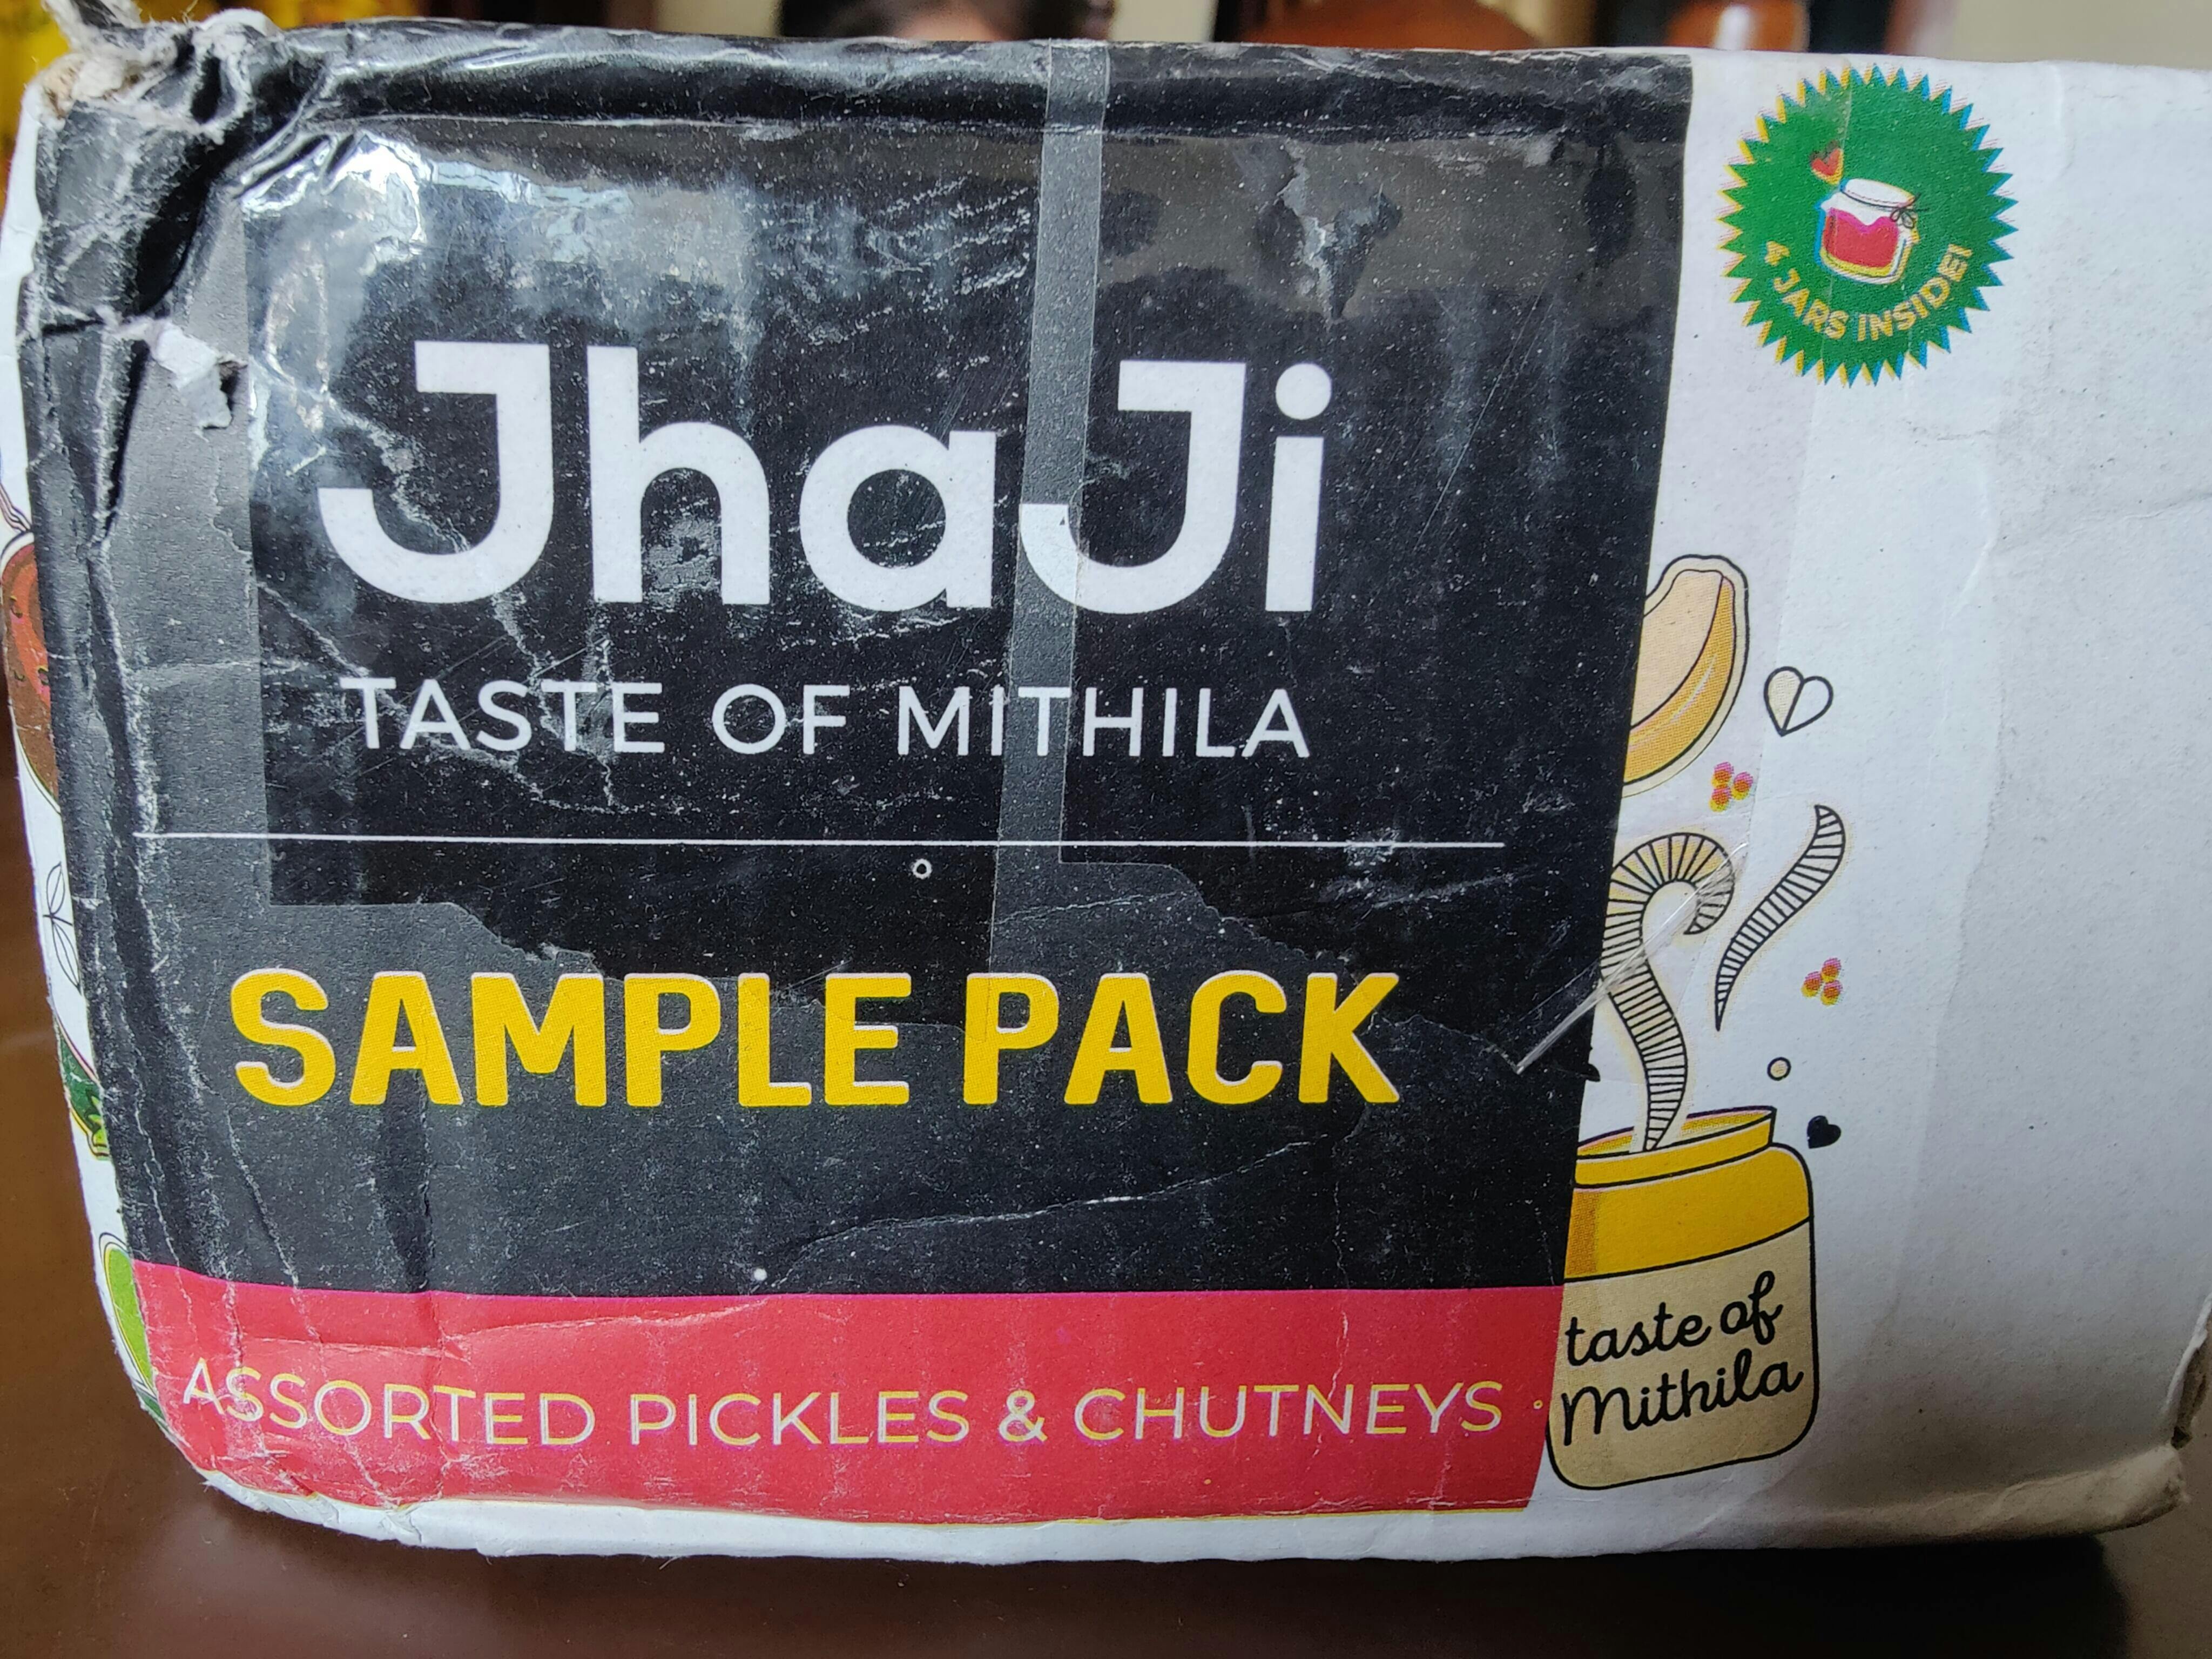 JhaJi
TASTE OF MITHILA
SAMPLE PACK
ASSORTED PICKLES & CHUTNEYS
4 JARS INSIDE!
taste of
Mithila